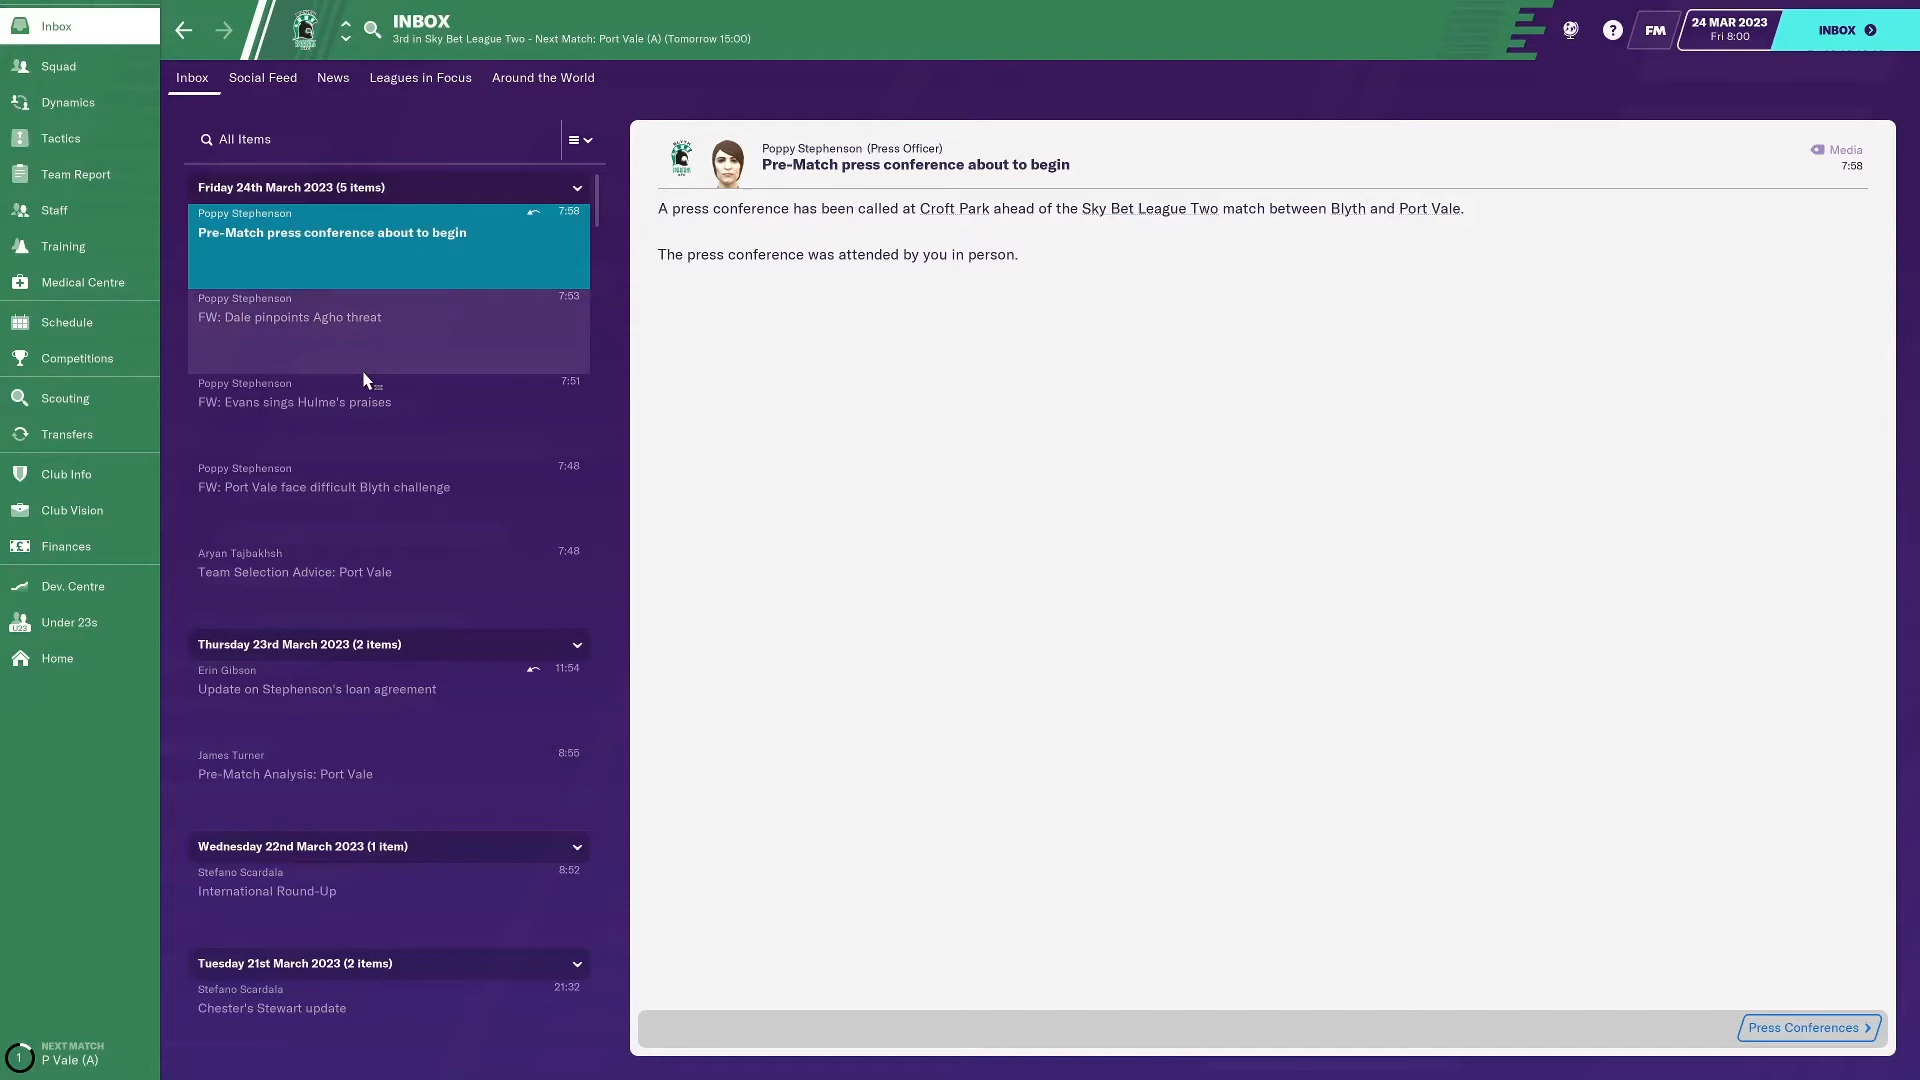 Inbox
Squad
Dynamics
Tactics
Team Report
Staff
Training
Medical Centre
Schedule
Competitions
Scouting
Transfers
Club Info
Club Vision
Finances
Dev. Centre
U23
Under 23s
Home
1
NEXT MATCH
P Vale (A)
INBOX
3rd in Sky Bet League Two - Next Match: Port Vale (A) (Tomorrow 15:00)
?
FM
24 MAR 2023
Fri 8:00
INBOX
Inbox
Social Feed
News
Leagues in Focus
Around the World
All Items
Friday 24th March 2023 (5 items)
Poppy Stephenson
7:58
Pre-Match press conference about to begin
Poppy Stephenson
7:53
FW: Dale pinpoints Agho threat
Poppy Stephenson
7:51
FW: Evans sings Hulme's praises
Poppy Stephenson
7:48
FW: Port Vale face difficult Blyth challenge
Aryan Tajbakhsh
7:48
Team Selection Advice: Port Vale
Thursday 23rd March 2023 (2 items)
Erin Gibson
11:54
Update on Stephenson's loan agreement
James Turner
8:55
Pre-Match Analysis: Port Vale
Wednesday 22nd March 2023 (1 item)
Stefano Scardala
8:52
International Round-Up
Tuesday 21st March 2023 (2 items)
Stefano Scardala
21:32
Chester's Stewart update
Poppy Stephenson (Press Officer)
Pre-Match press conference about to begin
Media
7:58
A press conference has been called at Croft Park ahead of the Sky Bet League Two match between Blyth and Port Vale.
The press conference was attended by you in person.
Press Conferences